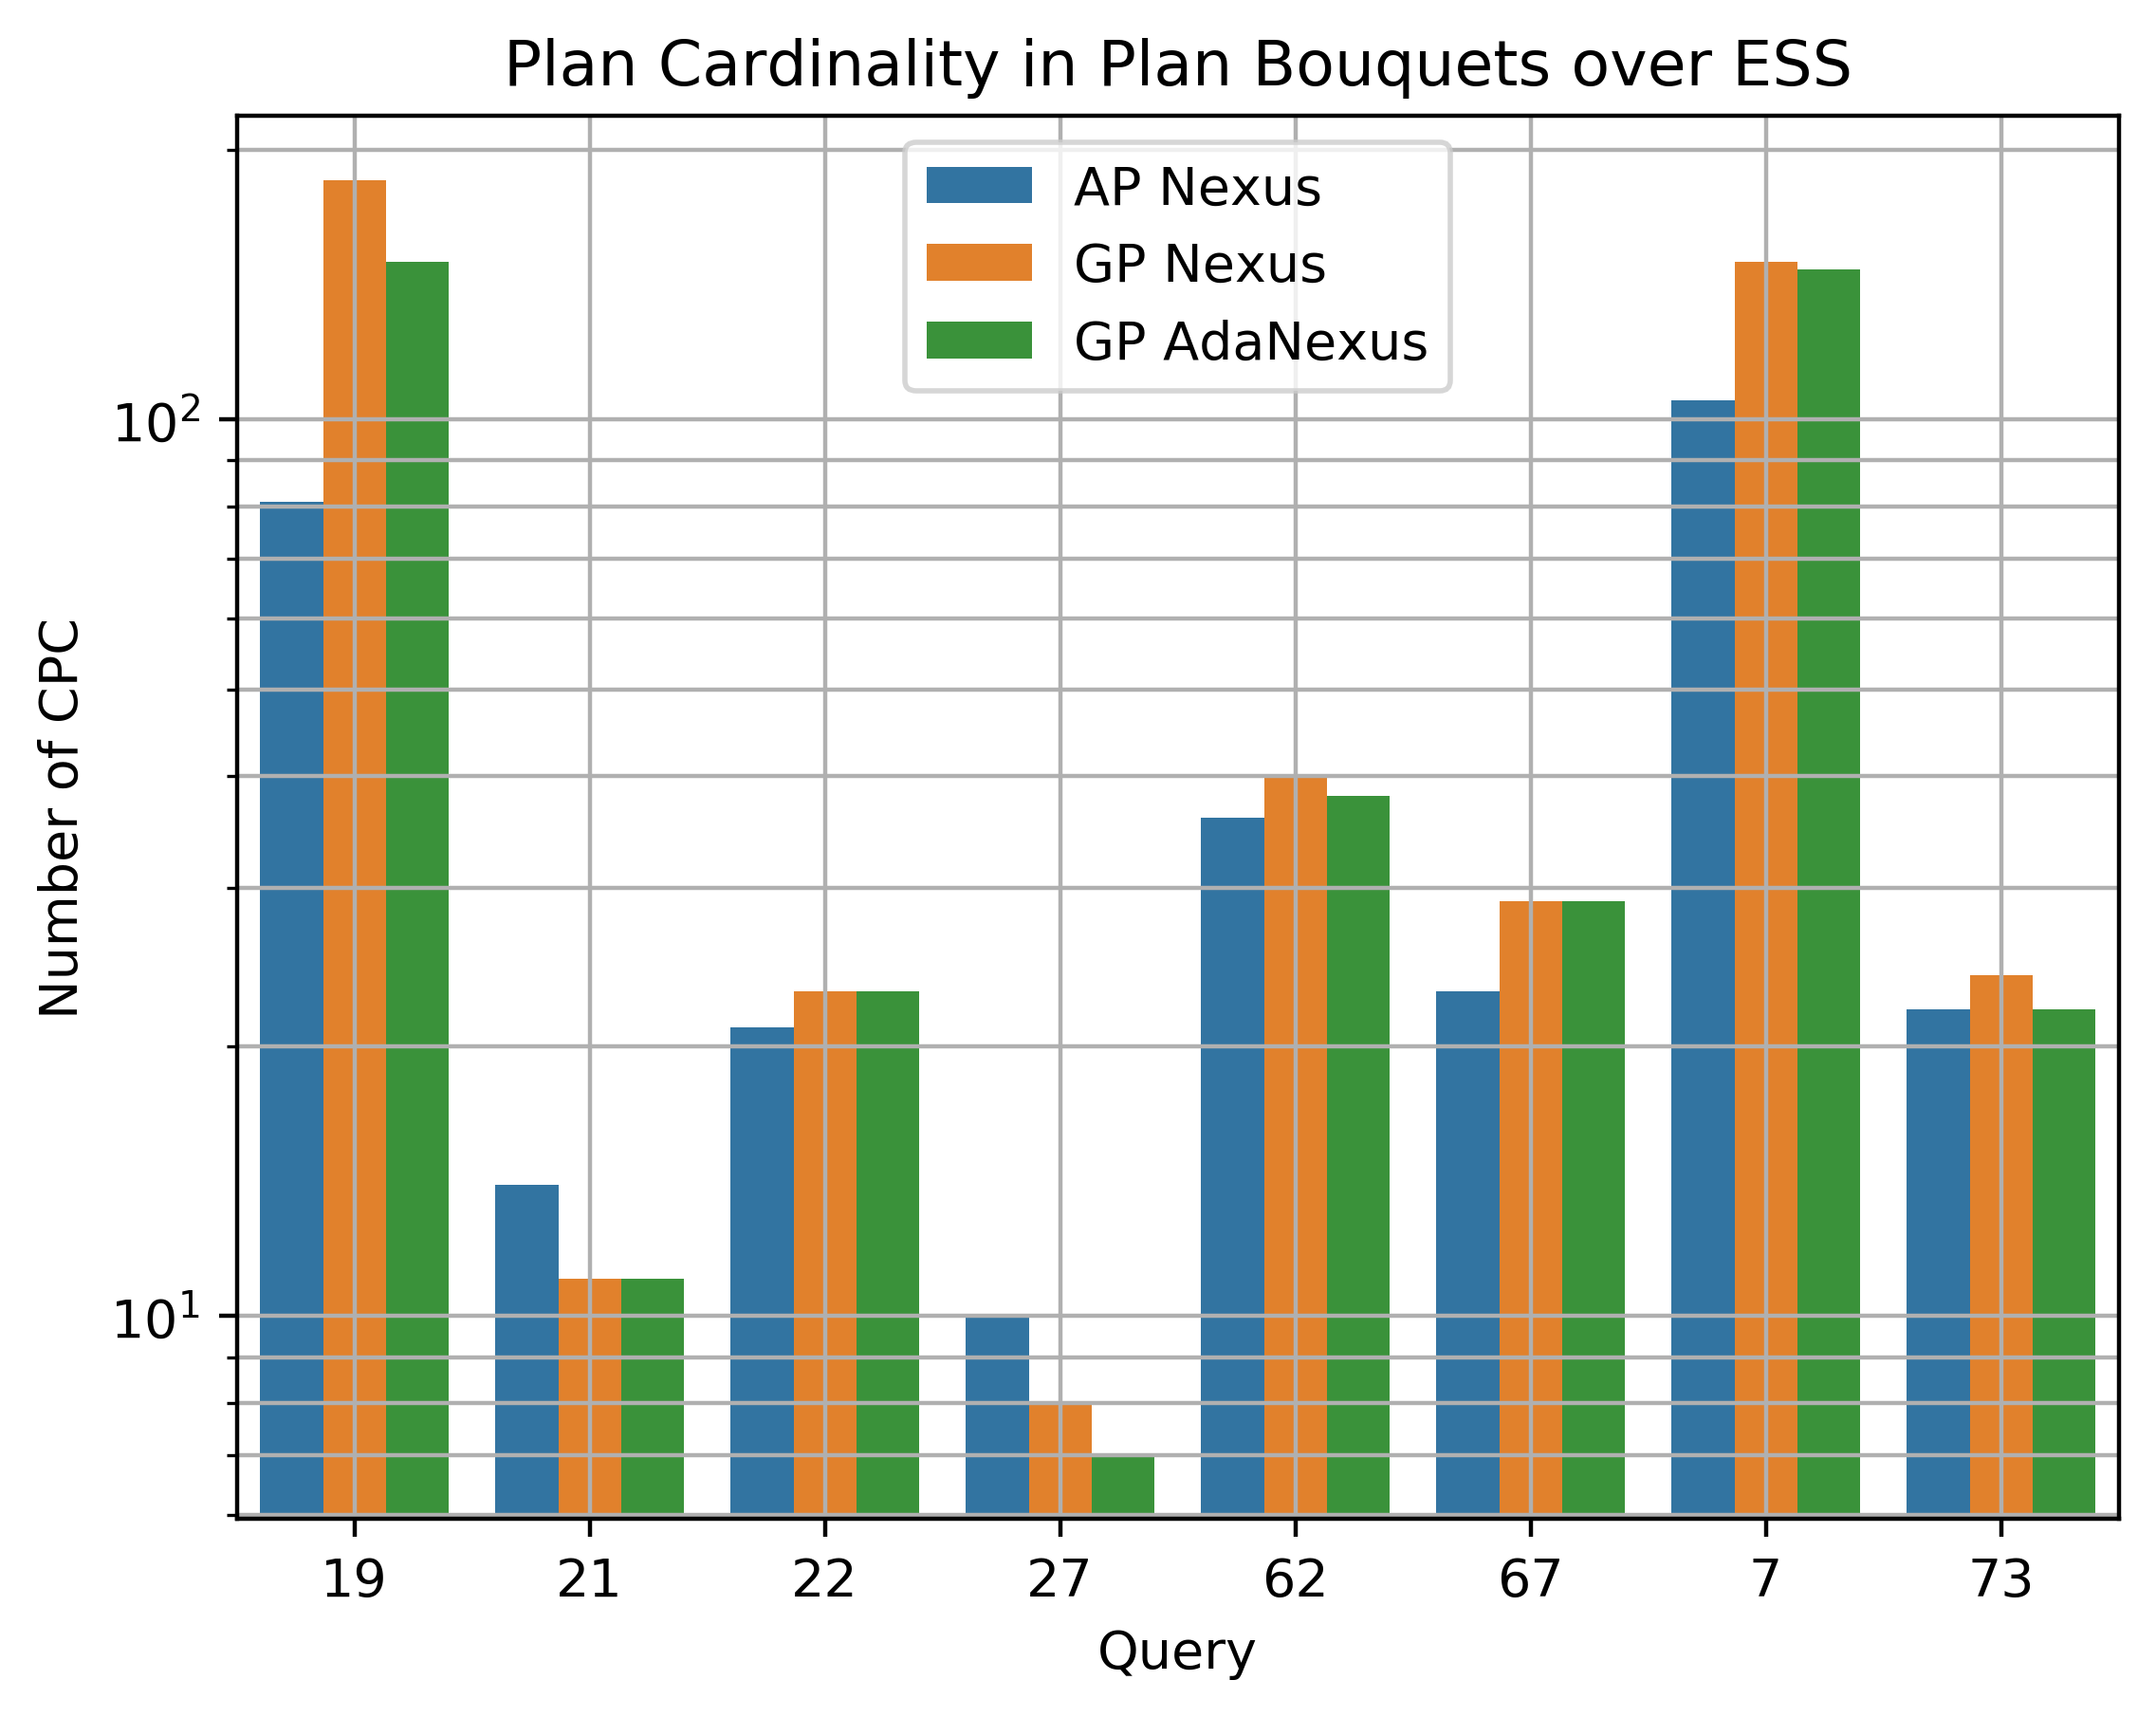 Plan Cardinality in Plan Bouquets over ESS
AP Nexus
GP Nexus
GP AdaNexus
10²
10¹
Number of CPC
19 21 22 27 62 67 7 73
Query